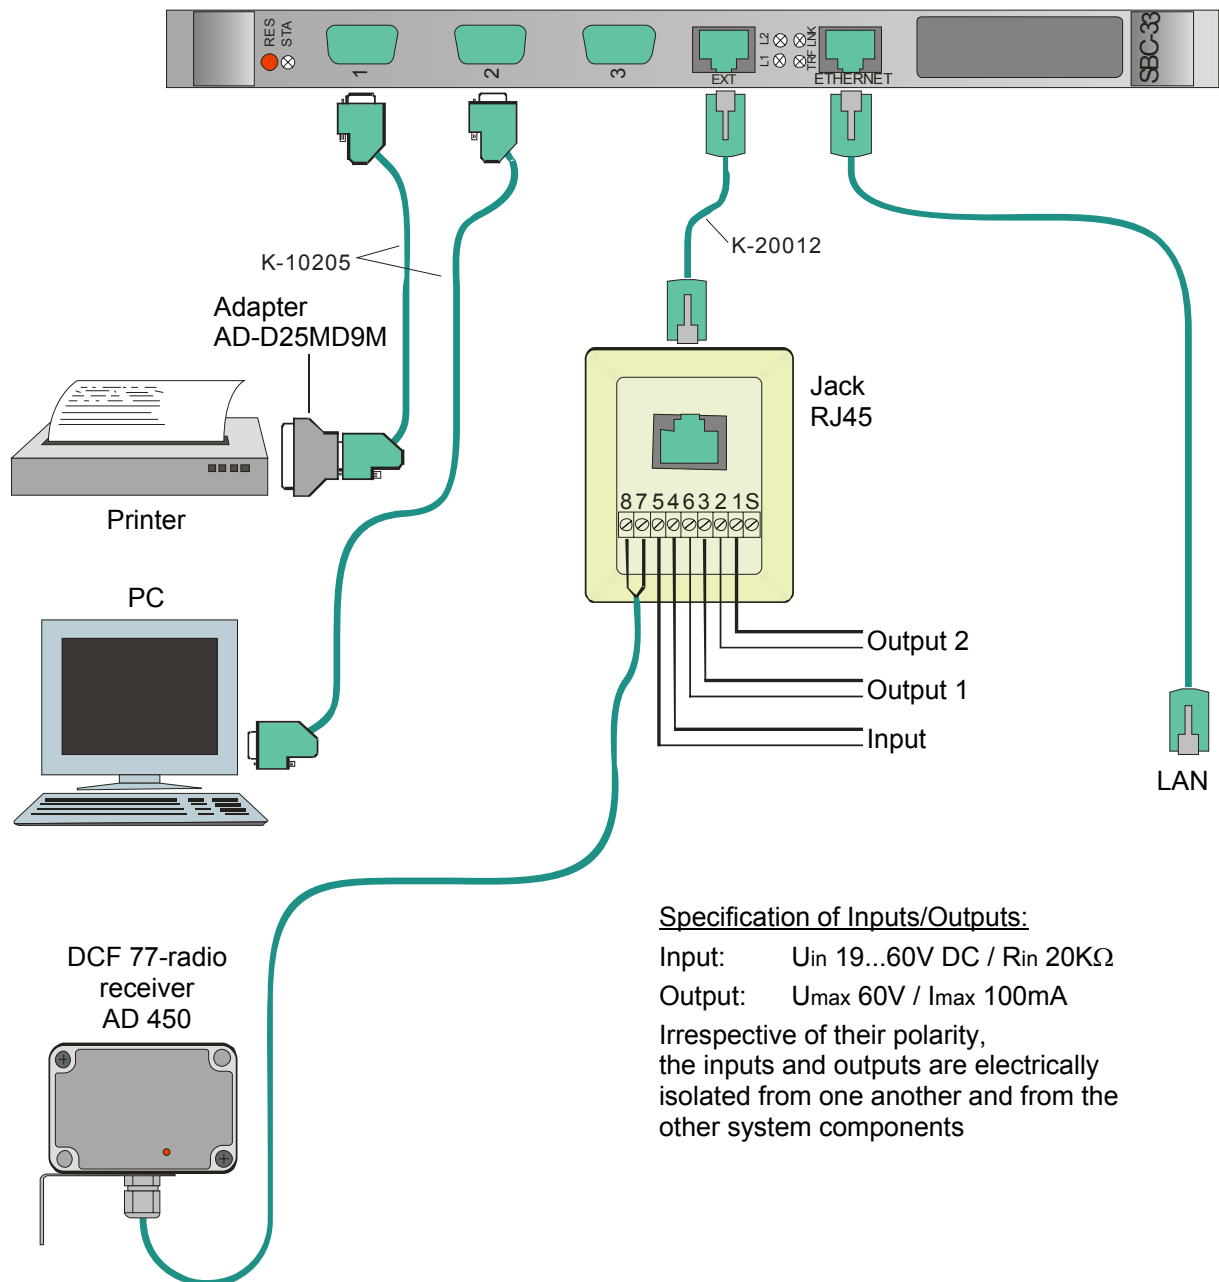 RES
STA
1
2
3
EXT
L1 L2
TRF LNK
ETHERNET
SBC-33
K-10205
K-20012
Adapter
AD-D25MD9M
Jack
RJ45
Printer
8 7 5 4 6 3 2 1 S
PC
Output 2
Output 1
Input
LAN
DCF 77-radio
receiver
AD 450
Specification of Inputs/Outputs:
Input: Uin 19...60V DC / Rin 20KΩ
Output: Umax 60V / Imax 100mA
Irrespective of their polarity,
the inputs and outputs are electrically
isolated from one another and from the
other system components